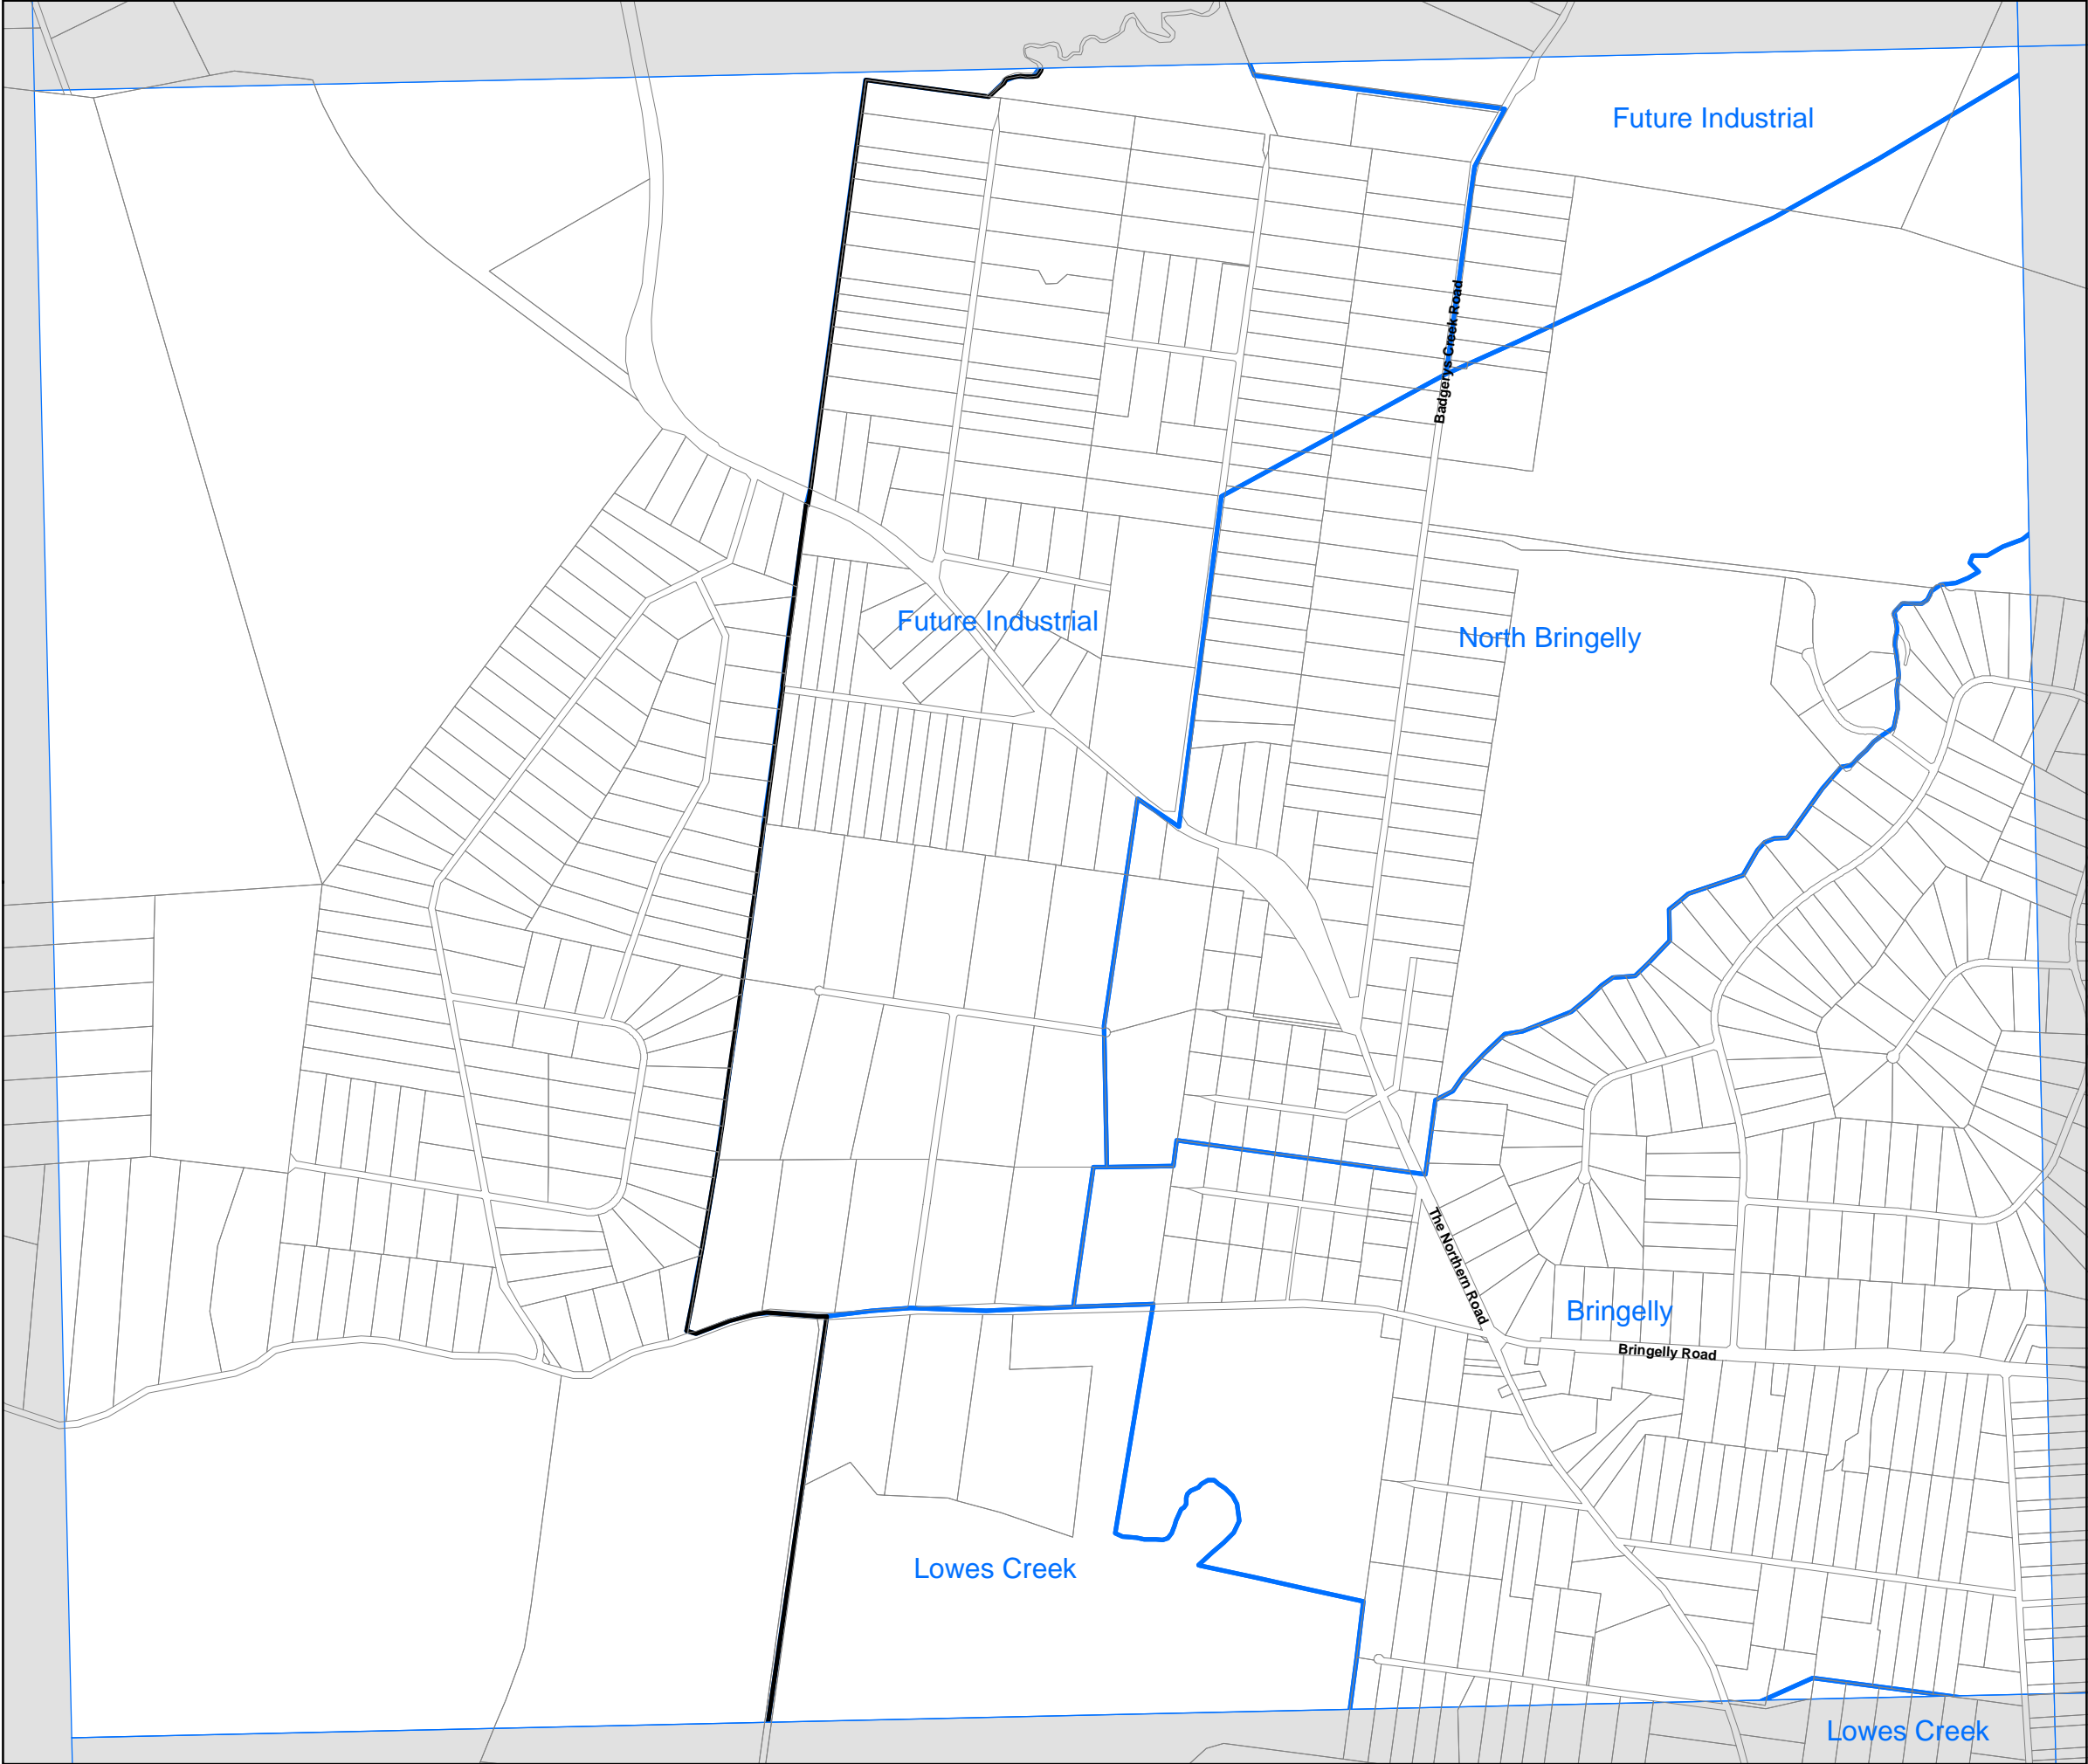 Future Industrial
Badgerys Creek Road
Future Industrial
North Bringelly
The Northern Road
Bringelly
Bringelly Road
Lowes Creek
Lowes Creek